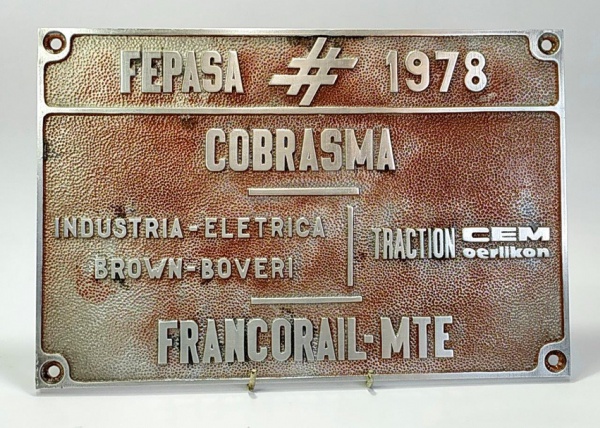 FEPASA 1978
COBRASMA
INDUSTRIA-ELETRICA
BROWN-BOVERI
TRACTION CEM
oerlikon
FRANCORAIL-MTE